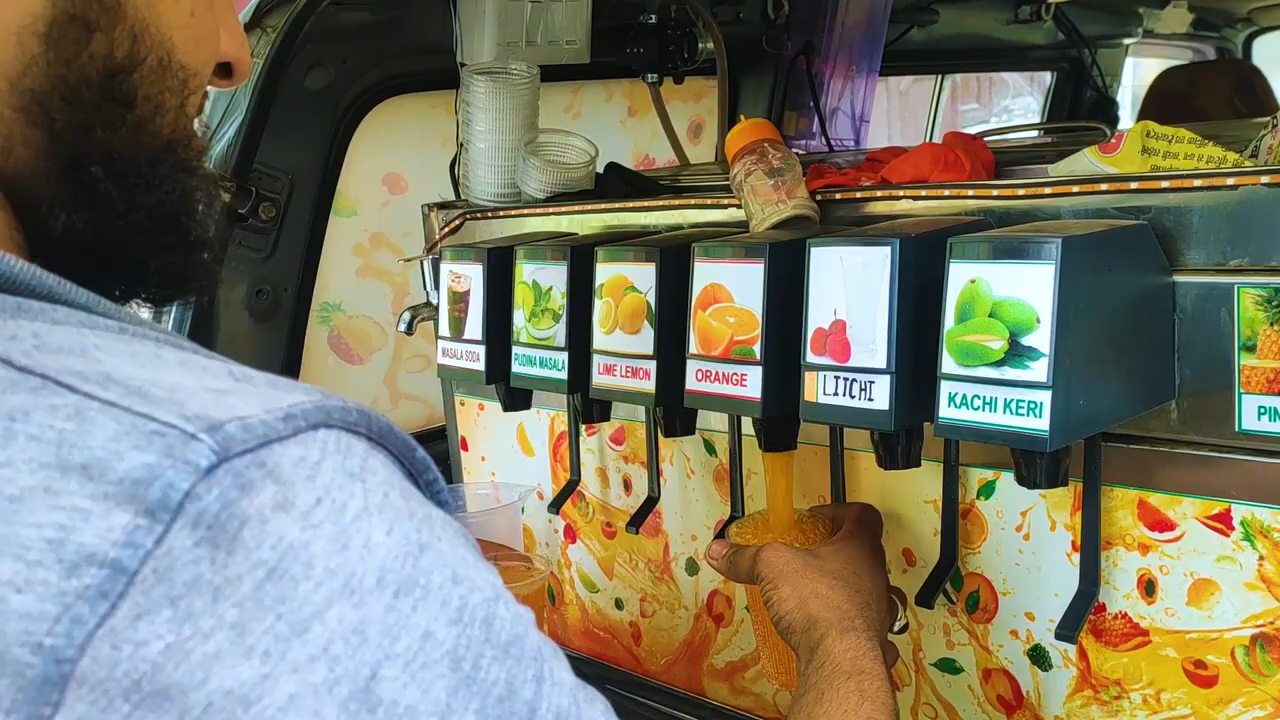 MASALA SODA
PUDINA MASALA
LIME LEMON
ORANGE
LITCHI
KACHI KERI
PIN